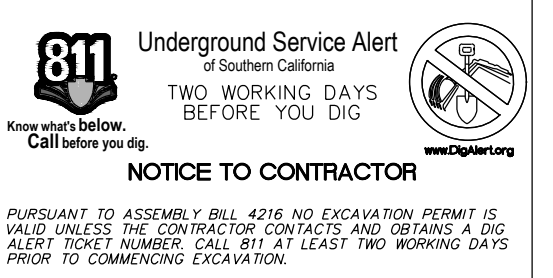 811
Underground Service Alert
of Southern California
TWO WORKING DAYS
BEFORE YOU DIG
Know what's below.
Call before you dig.
www.DigAlert.org
NOTICE TO CONTRACTOR
PURSUANT TO ASSEMBLY BILL 4216 NO EXCAVATION PERMIT IS
VALID UNLESS THE CONTRACTOR CONTACTS AND OBTAINS A DIG
ALERT TICKET NUMBER. CALL 811 AT LEAST TWO WORKING DAYS
PRIOR TO COMMENCING EXCAVATION.